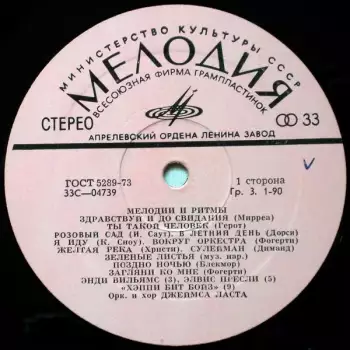 МИНИСТЕРСТВО КУЛЬТУРЫ СССР
МЕЛОДИЯ
ВСЕСОЮЗНАЯ ФИРМА ГРАМПЛАСТИНОК
СТЕРЕО
33
АПРЕЛЕВСКИЙ ОРДЕНА ЛЕНИНА ЗАВОД
ГОСТ 5289-73
33С—04739
1 сторона
Гр. 3. 1-90
МЕЛОДИИ И РИТМЫ
ЗДРАВСТВУЙ И ДО СВИДАНИЯ (Мирреа)
ТЫ ТАКОЙ ЧЕЛОВЕК (Герот)
РОЗОВЫЙ САД (И. Саут). В ЛЕТНИЙ ДЕНЬ (Дорси)
Я ИДУ (К. Сноу). ВОКРУГ ОРКЕСТРА (Фогерти)
ЖЕЛТАЯ РЕКА (Христи). СУЛЕЙМАН (Диманд)
ЗЕЛЕНЫЕ ЛИСТЬЯ (муз. нар.)
ПОЗДНО НОЧЬЮ (Блекмор)
ЗАГЛЯНИ КО МНЕ (Фогерти)
ЭНДИ ВИЛЬЯМС (3), ЭЛВИС ПРЕСЛИ (5)
«ХЭППИ БИТ БОЙЗ» (9)
Орк. и хор ДЖЕЙМСА ЛАСТА